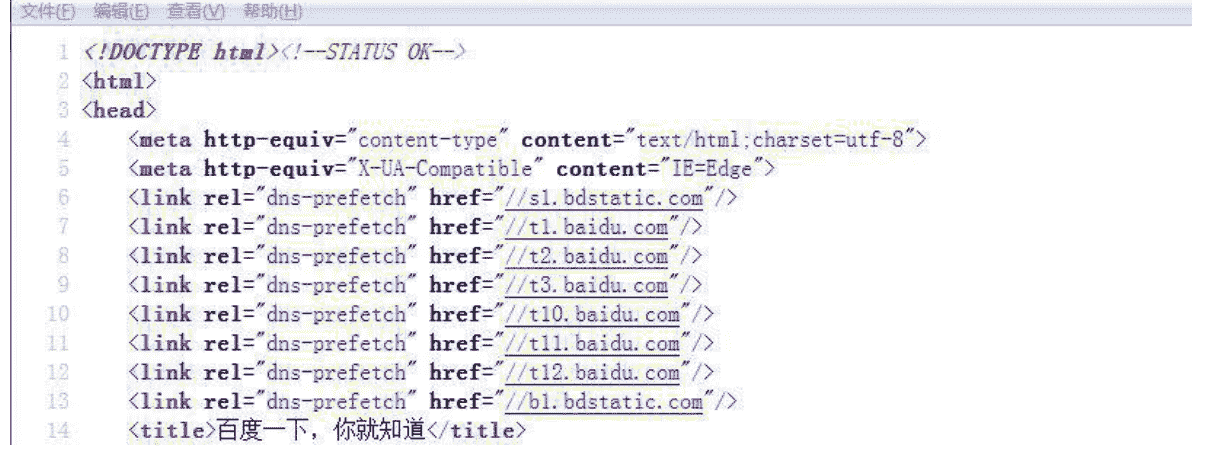 文件(F) 编辑(E) 查看(V) 帮助(H)
1 <!DOCTYPE html><!--STATUS OK-->
2 <html>
3 <head>
4 <meta http-equiv="content-type" content="text/html;charset=utf-8">
5 <meta http-equiv="X-UA-Compatible" content="IE=Edge">
6 <link rel="dns-prefetch" href="//s1.bdstatic.com"/>
7 <link rel="dns-prefetch" href="//t1.baidu.com"/>
8 <link rel="dns-prefetch" href="//t2.baidu.com"/>
9 <link rel="dns-prefetch" href="//t3.baidu.com"/>
10 <link rel="dns-prefetch" href="//t10.baidu.com"/>
11 <link rel="dns-prefetch" href="//t11.baidu.com"/>
12 <link rel="dns-prefetch" href="//t12.baidu.com"/>
13 <link rel="dns-prefetch" href="//b1.bdstatic.com"/>
14 <title>百度一下，你就知道</title>